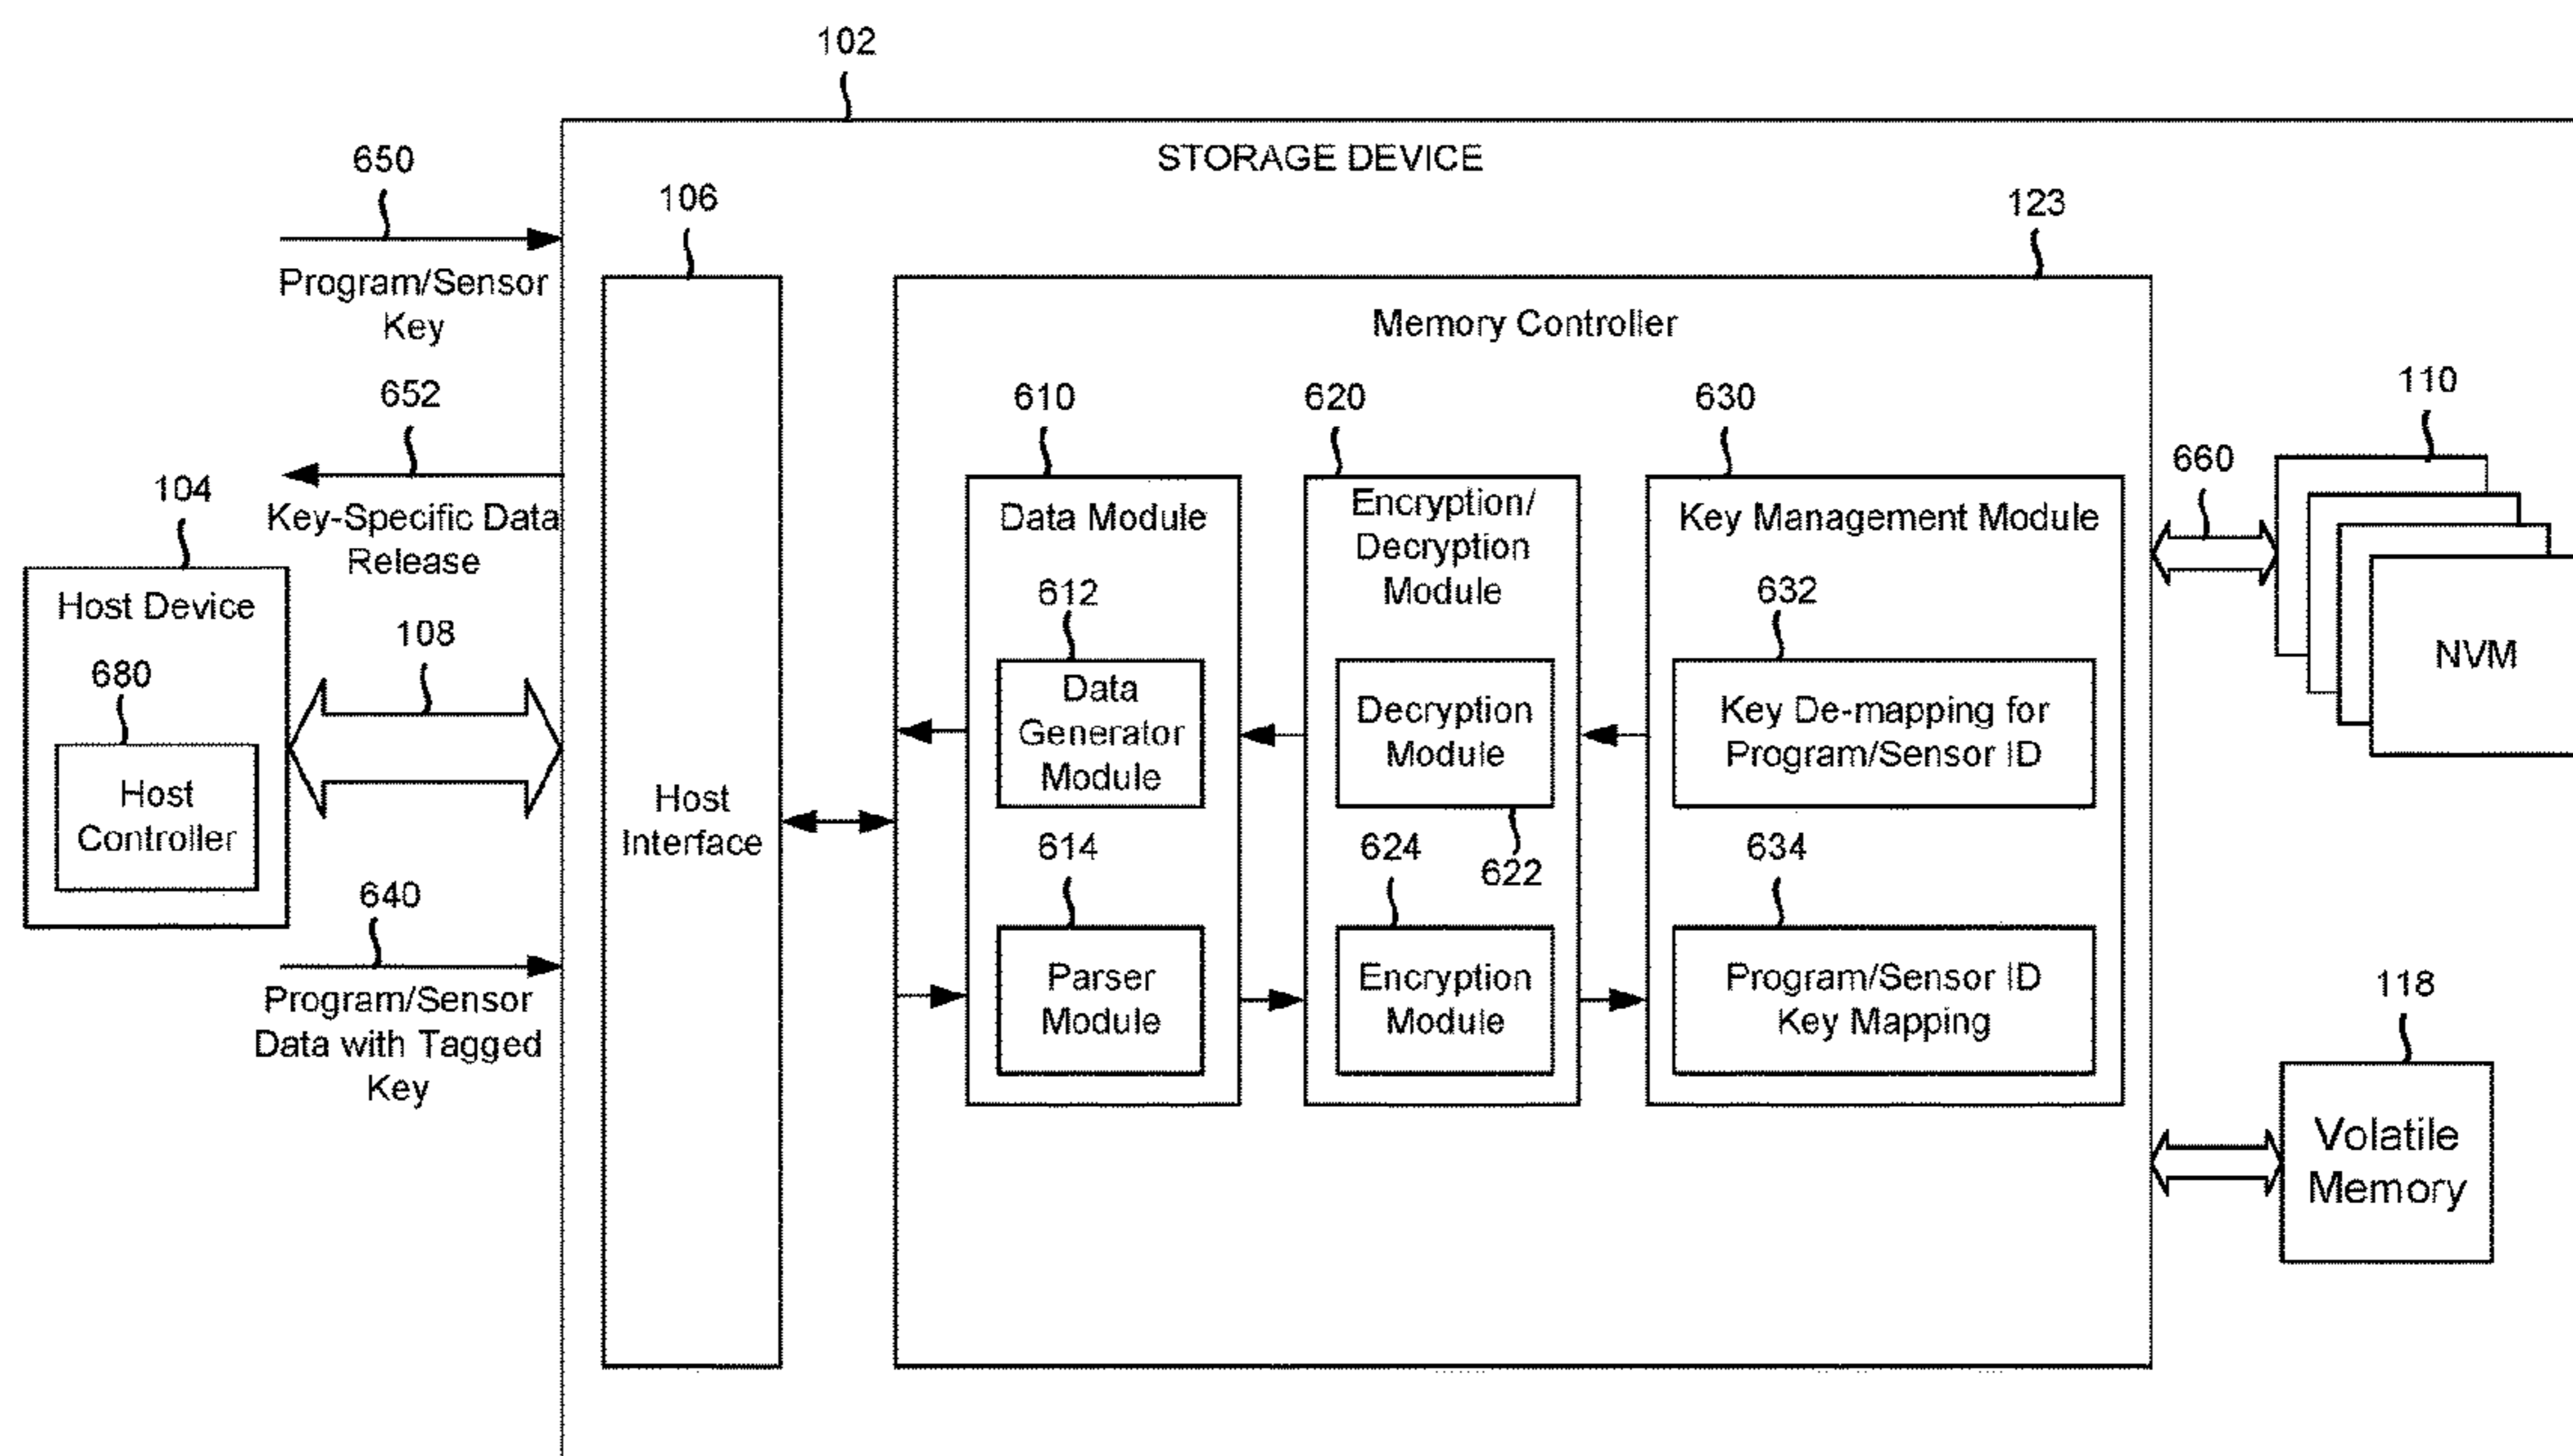 102
STORAGE DEVICE
650
Program/Sensor
Key
106
123
Memory Controller
652
Key-Specific Data
Release
104
Host Device
680
Host
Controller
108
640
Program/Sensor
Data with Tagged
Key
Host
Interface
610
Data Module
612
Data
Generator
Module
614
Parser
Module
620
Encryption/
Decryption
Module
Decryption
Module
622
624
Encryption
Module
630
Key Management Module
632
Key De-mapping for
Program/Sensor ID
634
Program/Sensor ID
Key Mapping
660
110
NVM
118
Volatile
Memory